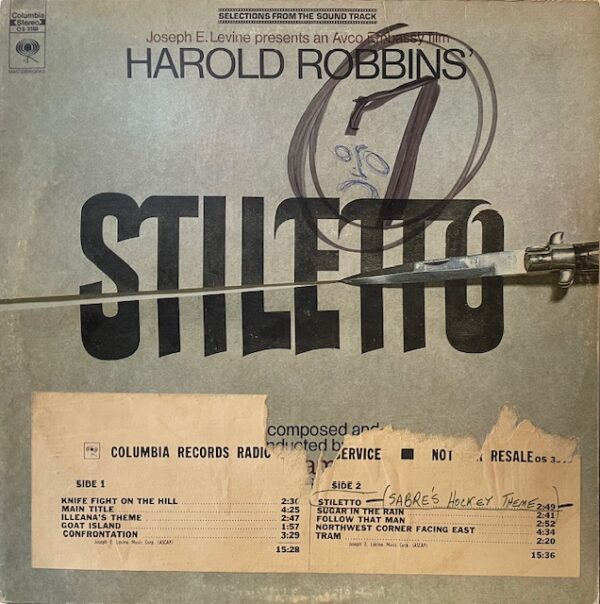 SELECTIONS FROM THE SOUND TRACK
Columbia
Stereo
OS 3360
MASTERWORKS
Joseph E. Levine presents an Avco Embassy film
HAROLD ROBBINS'
7
STILETTO
composed and
conducted by
COLUMBIA RECORDS RADIO SERVICE ■ NOT RESALE OS
SIDE 1
KNIFE FIGHT ON THE HILL 2:30
MAIN TITLE 4:25
ILLEANA'S THEME 2:47
GOAT ISLAND 1:57
CONFRONTATION 3:29
Joseph E. Levine Music Corp. (ASCAP)
15:28
SIDE 2
STILETTO - (SABRE'S HOCKEY THEME) - 2:49
SUGAR IN THE RAIN 2:41
FOLLOW THAT MAN 2:52
NORTHWEST CORNER FACING EAST 4:34
TRAM 2:20
Joseph E. Levine Music Corp. (ASCAP)
15:36